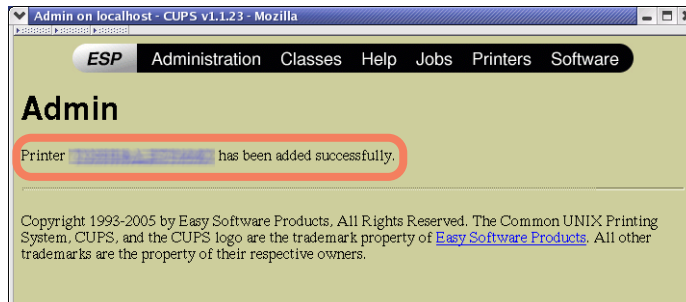 Admin on localhost - CUPS v1.1.23 - Mozilla
ESP Administration Classes Help Jobs Printers Software
Admin
Printer has been added successfully.
Copyright 1993-2005 by Easy Software Products, All Rights Reserved. The Common UNIX Printing
System, CUPS, and the CUPS logo are the trademark property of Easy Software Products. All other
trademarks are the property of their respective owners.